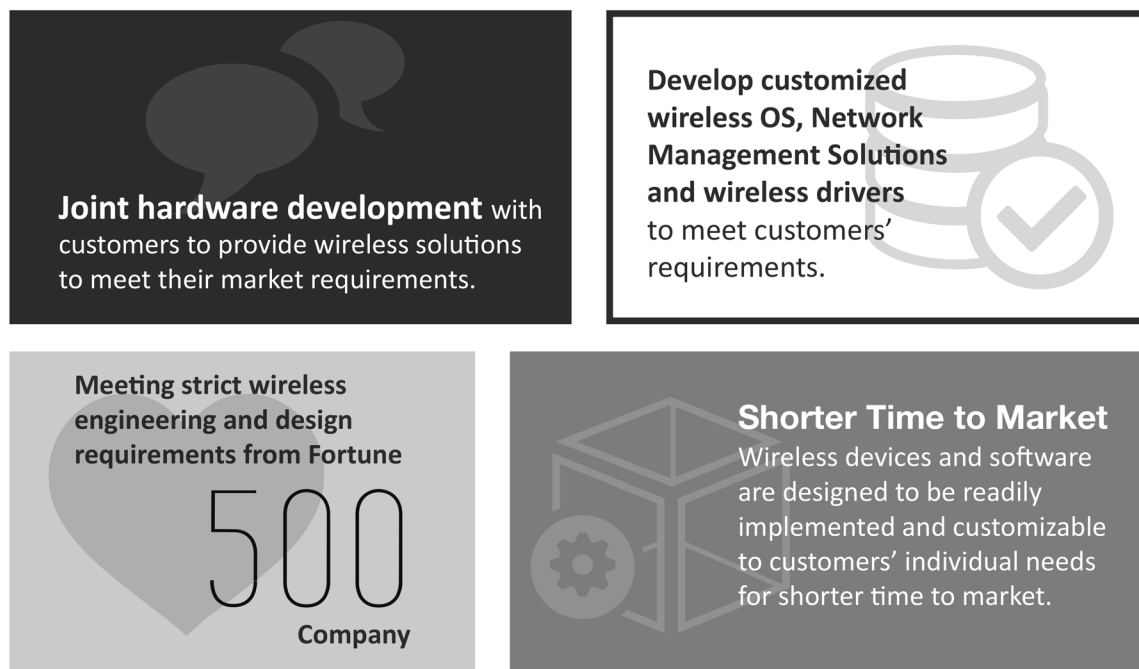 Joint hardware development with
customers to provide wireless solutions
to meet their market requirements.
Develop customized
wireless OS, Network
Management Solutions
and wireless drivers
to meet customers’
requirements.
Meeting strict wireless
engineering and design
requirements from Fortune
500
Company
Shorter Time to Market
Wireless devices and software
are designed to be readily
implemented and customizable
to customers’ individual needs
for shorter time to market.